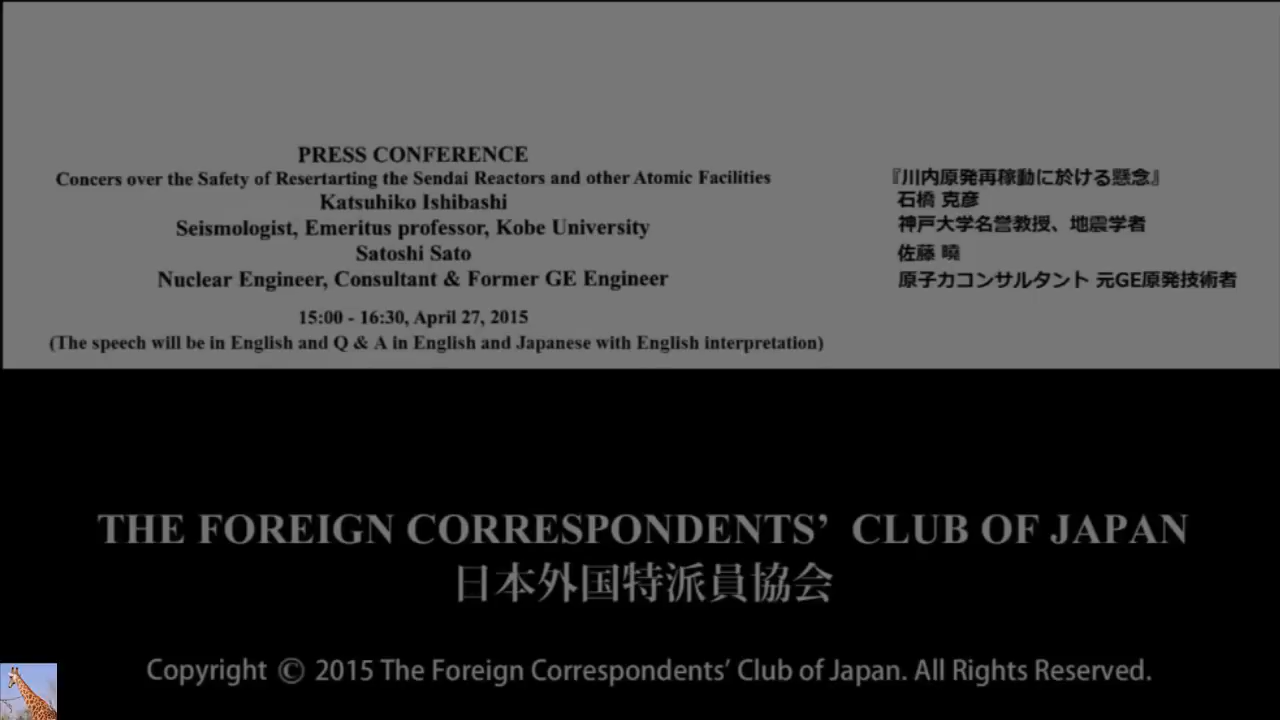 PRESS CONFERENCE
Concers over the Safety of Resertarting the Sendai Reactors and other Atomic Facilities
Katsuhiko Ishibashi
Seismologist, Emeritus professor, Kobe University
Satoshi Sato
Nuclear Engineer, Consultant & Former GE Engineer
15:00 - 16:30, April 27, 2015
(The speech will be in English and Q & A in English and Japanese with English interpretation)
『川内原発再稼動に於ける懸念』
石橋 克彦
神戸大学名誉教授、地震学者
佐藤 曉
原子力コンサルタント 元GE原発技術者
THE FOREIGN CORRESPONDENTS’ CLUB OF JAPAN
日本外国特派員協会
Copyright © 2015 The Foreign Correspondents’ Club of Japan. All Rights Reserved.